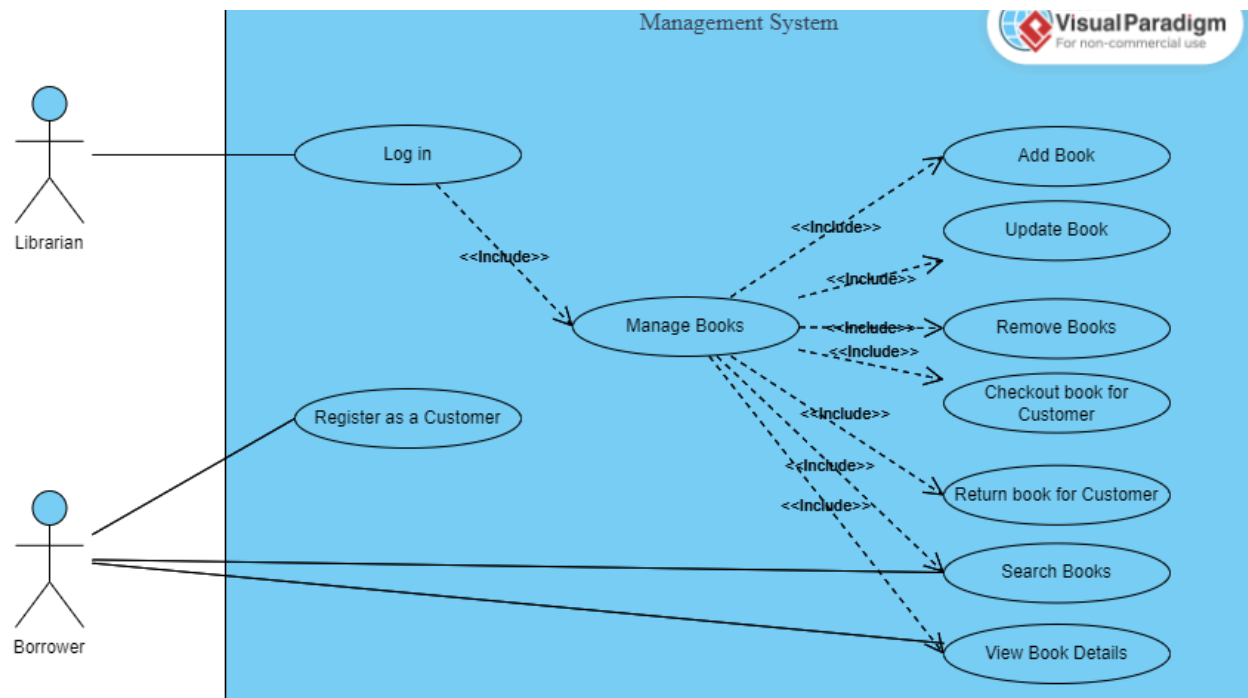 Management System
VisualParadigm
For non-commercial use
Log in
Add Book
Librarian
<<Include>>
Update Book
<<Include>>
<<Include>>
Manage Books
<<Include>>
Remove Books
<<Include>>
Register as a Customer
Checkout book for
Customer
<<Include>>
<<Include>>
Return book for Customer
<<Include>>
Search Books
Borrower
View Book Details